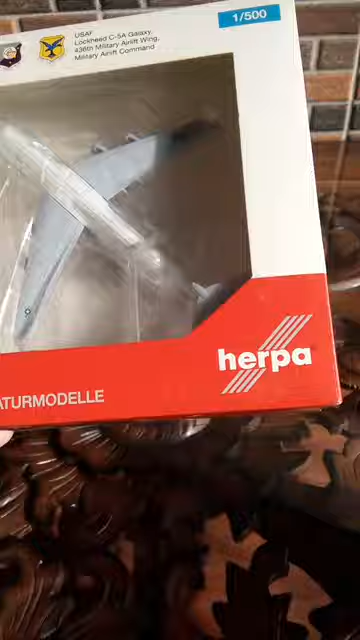 1/500
USAF
Lockheed C-5A Galaxy,
436th Military Airlift Wing,
Military Airlift Command
herpa
ATURMODELLE